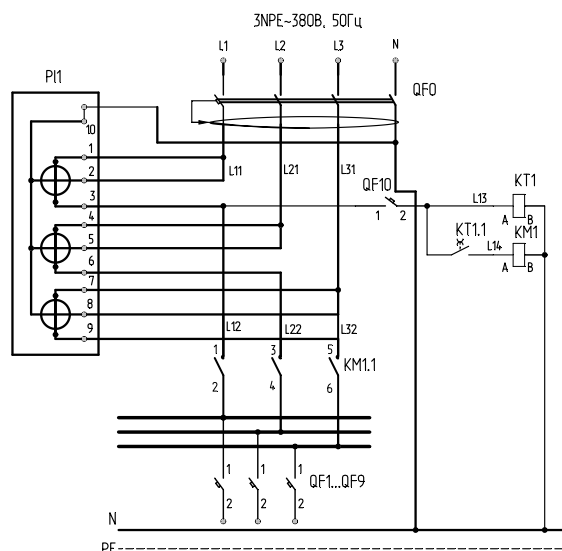 3NPE~380В, 50Гц
L1 L2 L3 N
PI1
QF0
10
1
2
3
4
5
6
7
8
9
L11 L21 L31
QF10
1 2
L13
KT1
A B
KT1.1
L14
KM1
A B
L12 L22 L32
1 3 5
KM1.1
2 4 6
1 1 1
QF1...QF9
2 2 2
N
PE